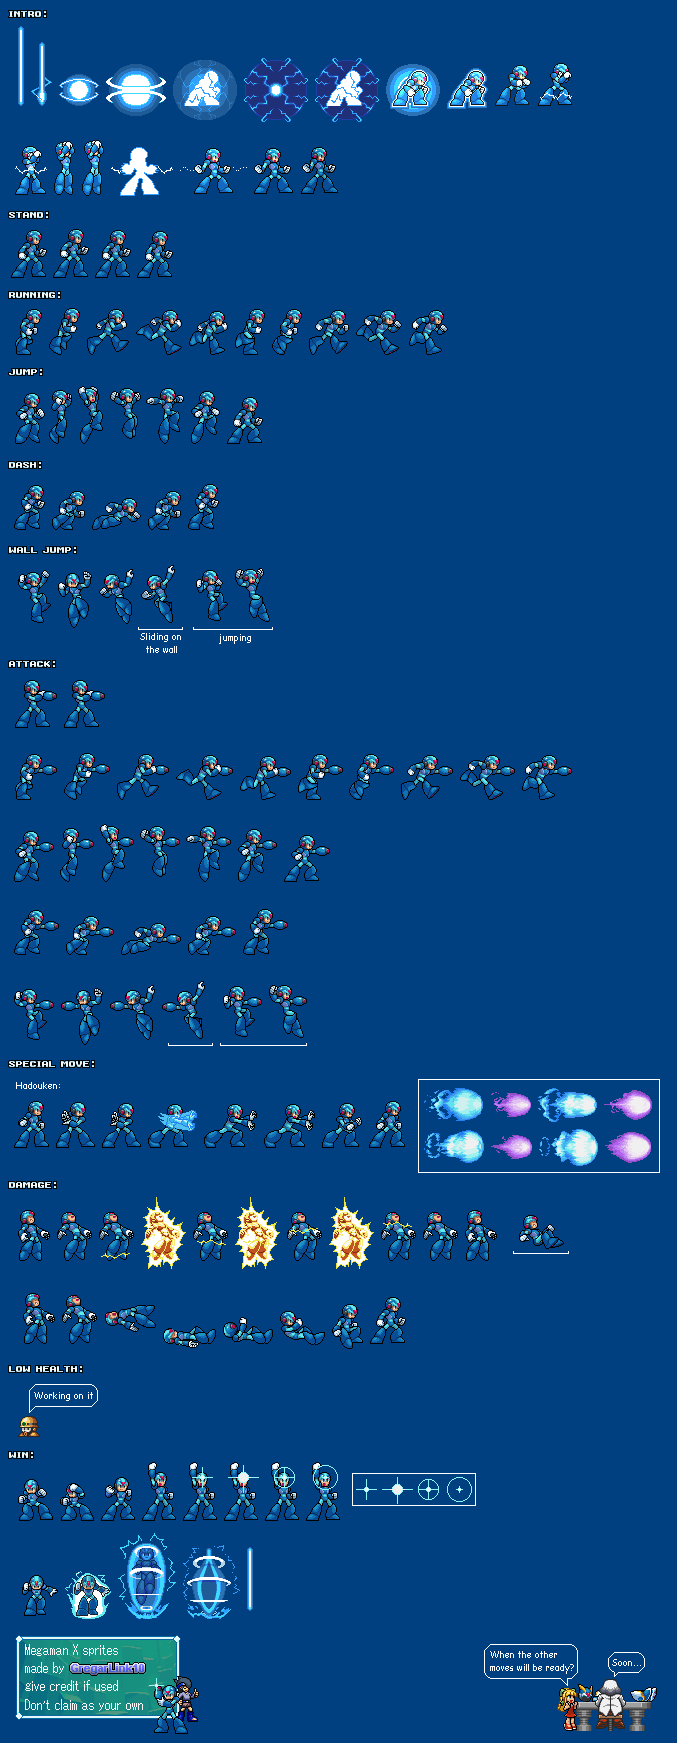 INTRO:
STAND:
RUNNING:
JUMP:
DASH:
WALL JUMP:
Sliding on
the wall
jumping
ATTACK:
SPECIAL MOVE:
Hadouken:
DAMAGE:
LOW HEALTH:
Working on it
WIN:
Megaman X sprites
made by GregarLink10
give credit if used
Don't claim as your own
When the other
moves will be ready?
Soon...